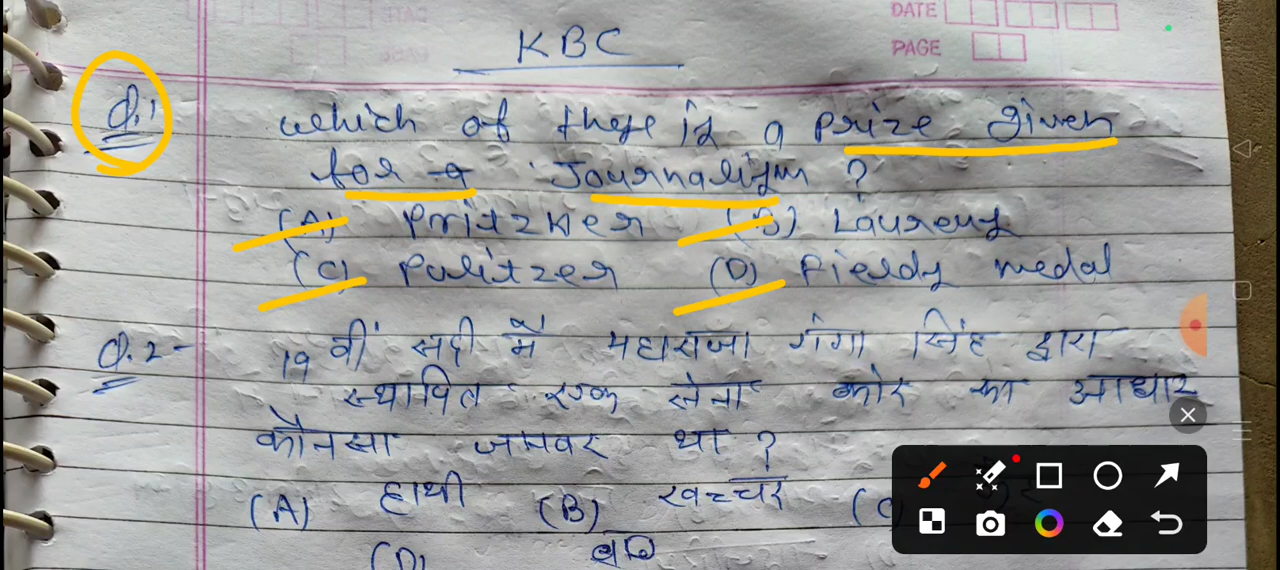 DATE
PAGE
KBC
Q.1 which of these is a prize given
for a Journalism ?
(A) Pritzker (B) Laureus
(C) Pulitzer (D) Fields medal
Q.2- 19 वीं सदी में महाराजा गंगा सिंह द्वारा
स्थापित एक सेना कोर का आधार
कौनसा जानवर था ?
(A) हाथी (B) खच्चर (C)
(D)